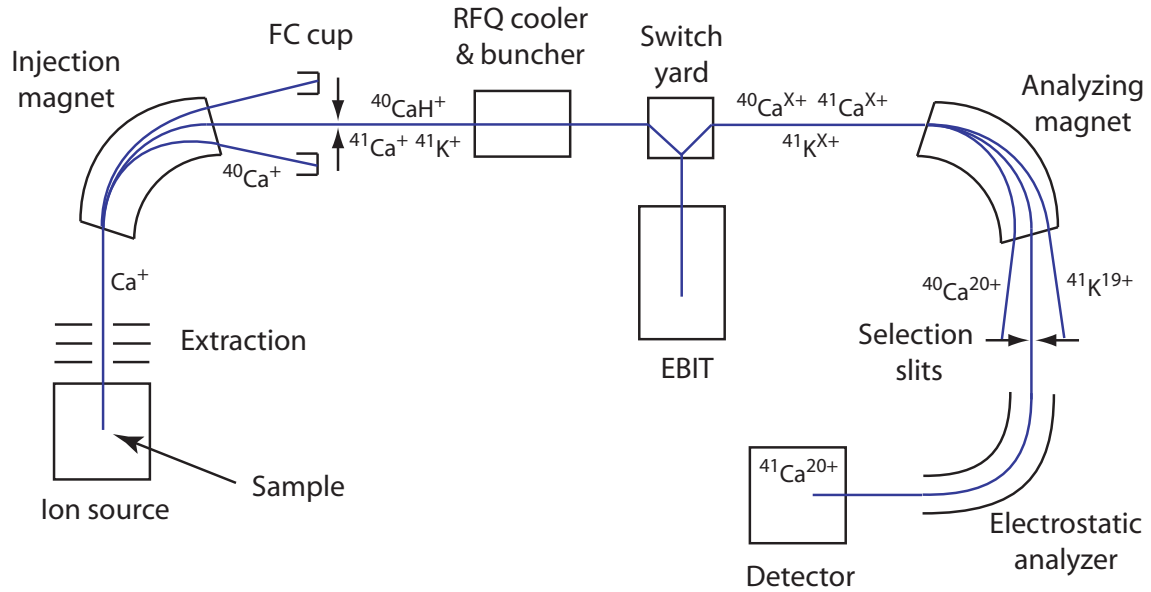 Injection
magnet
FC cup
RFQ cooler
& buncher
Switch
yard
Analyzing
magnet
⁴⁰CaH⁺
⁴¹Ca⁺ ⁴¹K⁺
⁴⁰Ca⁺
⁴⁰Caˣ⁺ ⁴¹Caˣ⁺
⁴¹Kˣ⁺
Ca⁺
Extraction
Sample
Ion source
EBIT
⁴⁰Ca²⁰⁺
⁴¹K¹⁹⁺
Selection
slits
⁴¹Ca²⁰⁺
Detector
Electrostatic
analyzer